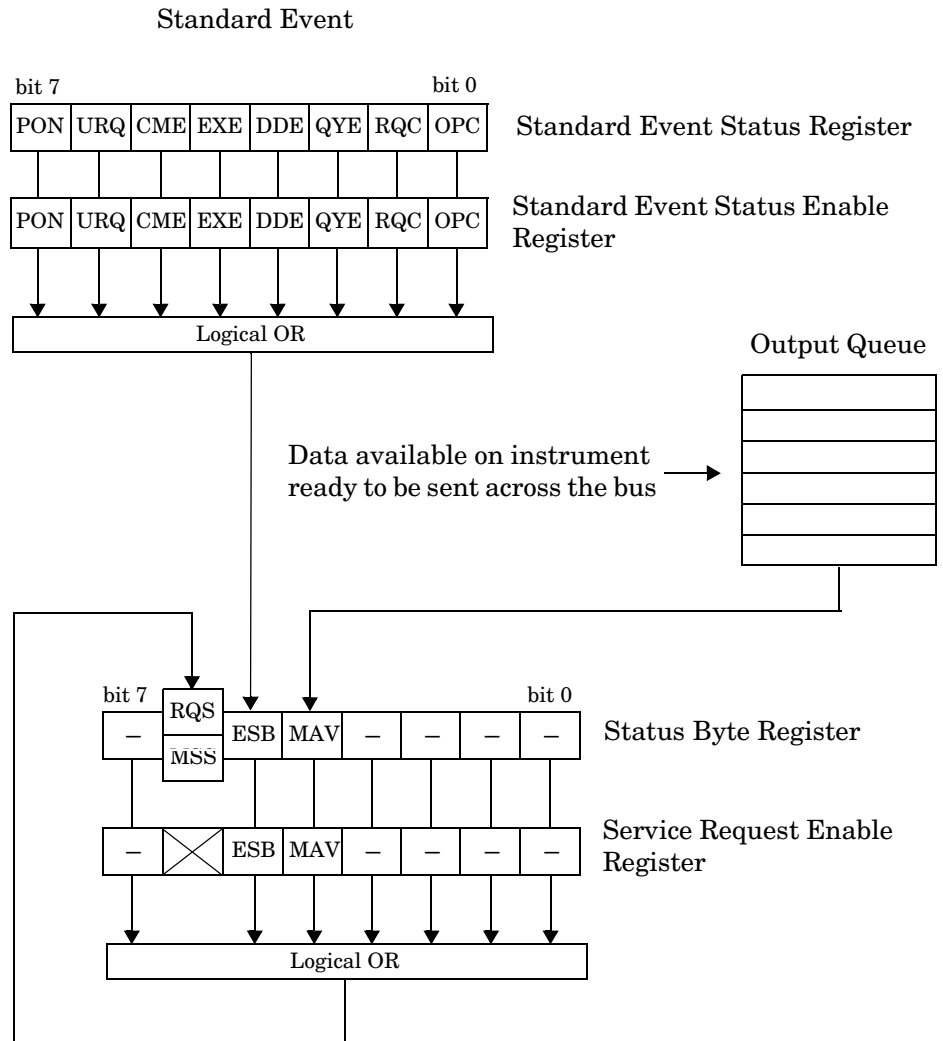 Standard Event
bit 7 bit 0
PON URQ CME EXE DDE QYE RQC OPC
Standard Event Status Register
PON URQ CME EXE DDE QYE RQC OPC
Standard Event Status Enable
Register
Logical OR
Output Queue
Data available on instrument
ready to be sent across the bus
bit 7 bit 0
RQS
– ESB MAV – – – –
MSS
Status Byte Register
– ESB MAV – – – –
Service Request Enable
Register
Logical OR